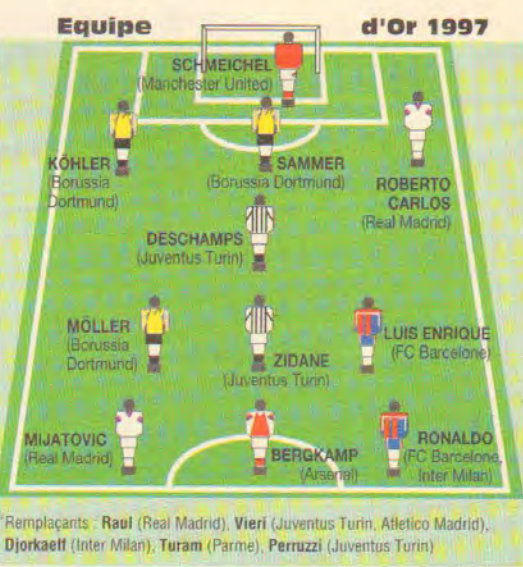 Equipe d'Or 1997
SCHMEICHEL
(Manchester United)
KÖHLER
(Borussia
Dortmund)
SAMMER
(Borussia Dortmund)
ROBERTO
CARLOS
(Real Madrid)
DESCHAMPS
(Juventus Turin)
MÖLLER
(Borussia
Dortmund)
ZIDANE
(Juventus Turin)
LUIS ENRIQUE
(FC Barcelone)
MIJATOVIC
(Real Madrid)
BERGKAMP
(Arsenal)
RONALDO
(FC Barcelone,
Inter Milan)
*Remplaçants : Raul (Real Madrid), Vieri (Juventus Turin, Atletico Madrid),
Djorkaeff (Inter Milan), Turam (Parme), Perruzzi (Juventus Turin)